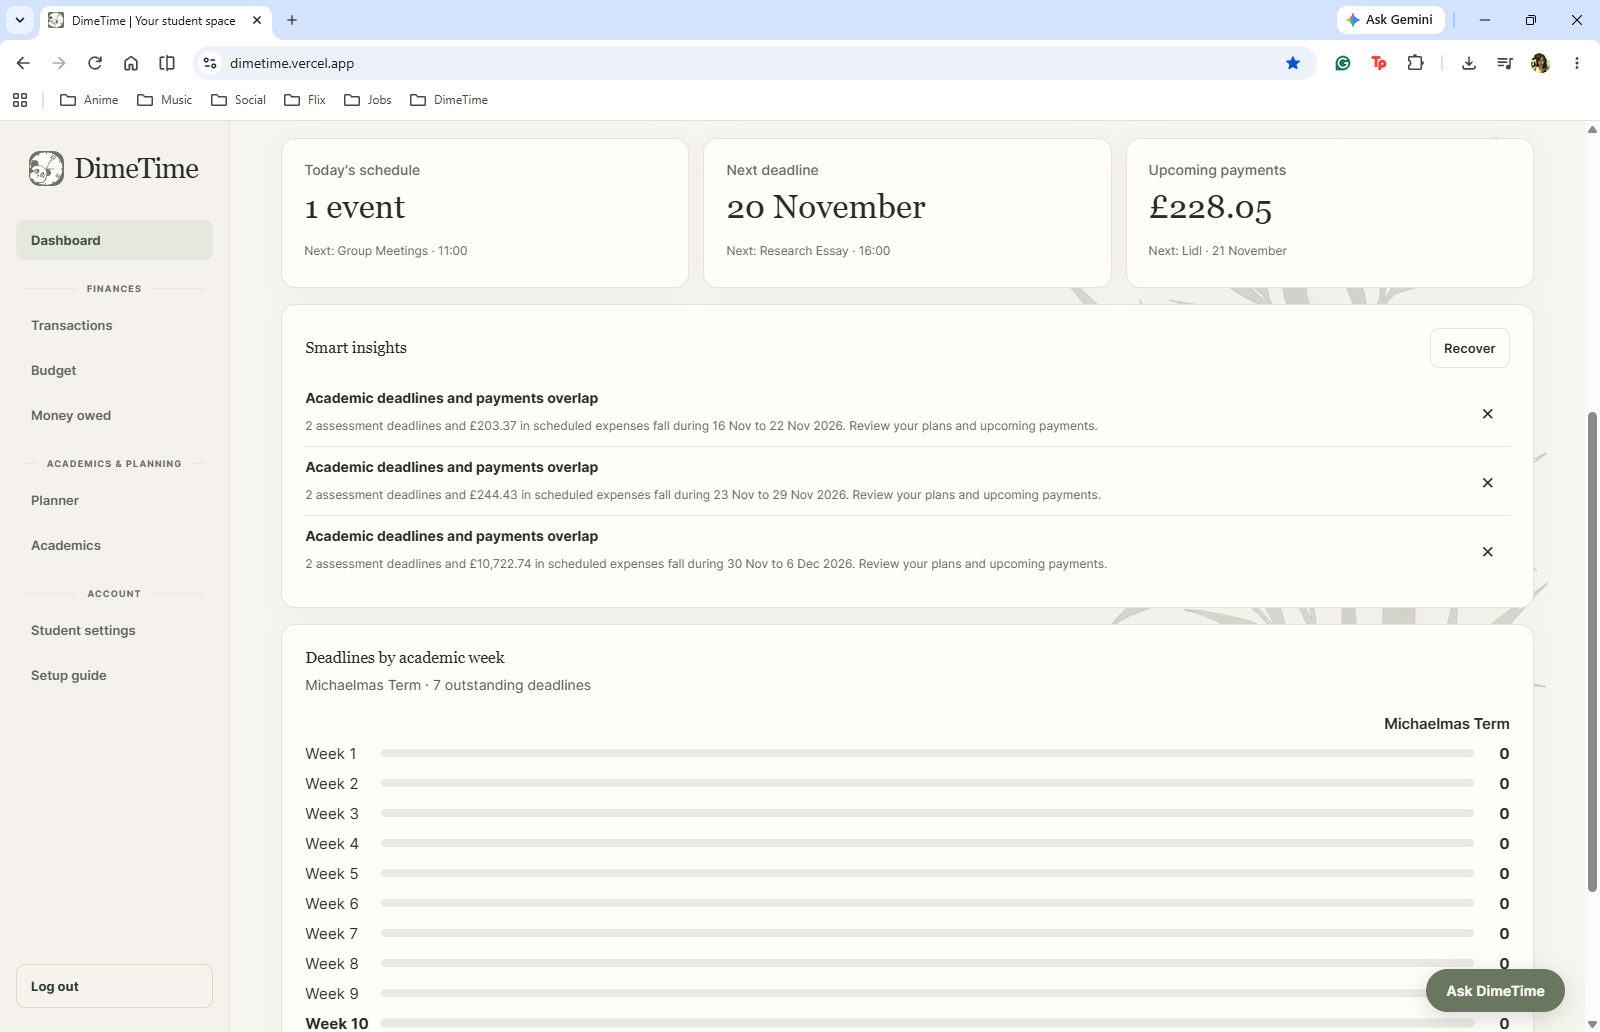 DimeTime | Your student space
Ask Gemini
dimetime.vercel.app
Anime
Music
Social
Flix
Jobs
DimeTime
DimeTime
Dashboard
FINANCES
Transactions
Budget
Money owed
ACADEMICS & PLANNING
Planner
Academics
ACCOUNT
Student settings
Setup guide
Log out
Today's schedule
1 event
Next: Group Meetings · 11:00
Next deadline
20 November
Next: Research Essay · 16:00
Upcoming payments
£228.05
Next: Lidl · 21 November
Smart insights
Recover
Academic deadlines and payments overlap
2 assessment deadlines and £203.37 in scheduled expenses fall during 16 Nov to 22 Nov 2026. Review your plans and upcoming payments.
Academic deadlines and payments overlap
2 assessment deadlines and £244.43 in scheduled expenses fall during 23 Nov to 29 Nov 2026. Review your plans and upcoming payments.
Academic deadlines and payments overlap
2 assessment deadlines and £10,722.74 in scheduled expenses fall during 30 Nov to 6 Dec 2026. Review your plans and upcoming payments.
Deadlines by academic week
Michaelmas Term · 7 outstanding deadlines
Michaelmas Term
Week 1 0
Week 2 0
Week 3 0
Week 4 0
Week 5 0
Week 6 0
Week 7 0
Week 8 0
Week 9
Week 10 0
Ask DimeTime